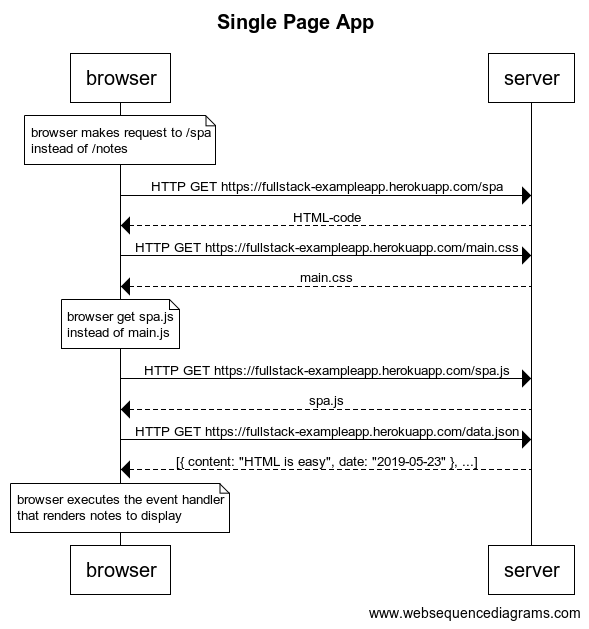 Single Page App
browser
server
browser makes request to /spa
instead of /notes
HTTP GET https://fullstack-exampleapp.herokuapp.com/spa
HTML-code
HTTP GET https://fullstack-exampleapp.herokuapp.com/main.css
main.css
browser get spa.js
instead of main.js
HTTP GET https://fullstack-exampleapp.herokuapp.com/spa.js
spa.js
HTTP GET https://fullstack-exampleapp.herokuapp.com/data.json
[{ content: "HTML is easy", date: "2019-05-23" }, ...]
browser executes the event handler
that renders notes to display
browser
server
www.websequencediagrams.com